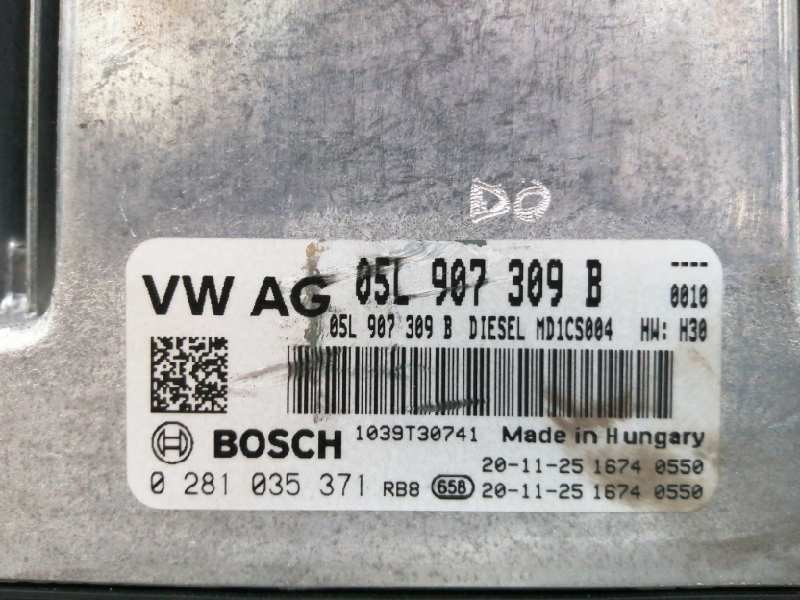 DO
VW AG 05L 907 309 B ----
0010
05L 907 309 B DIESEL MD1CS004 HW: H30
BOSCH 1039T30741 Made in Hungary
20-11-25 1674 0550
0 281 035 371 RB8 658 20-11-25 1674 0550